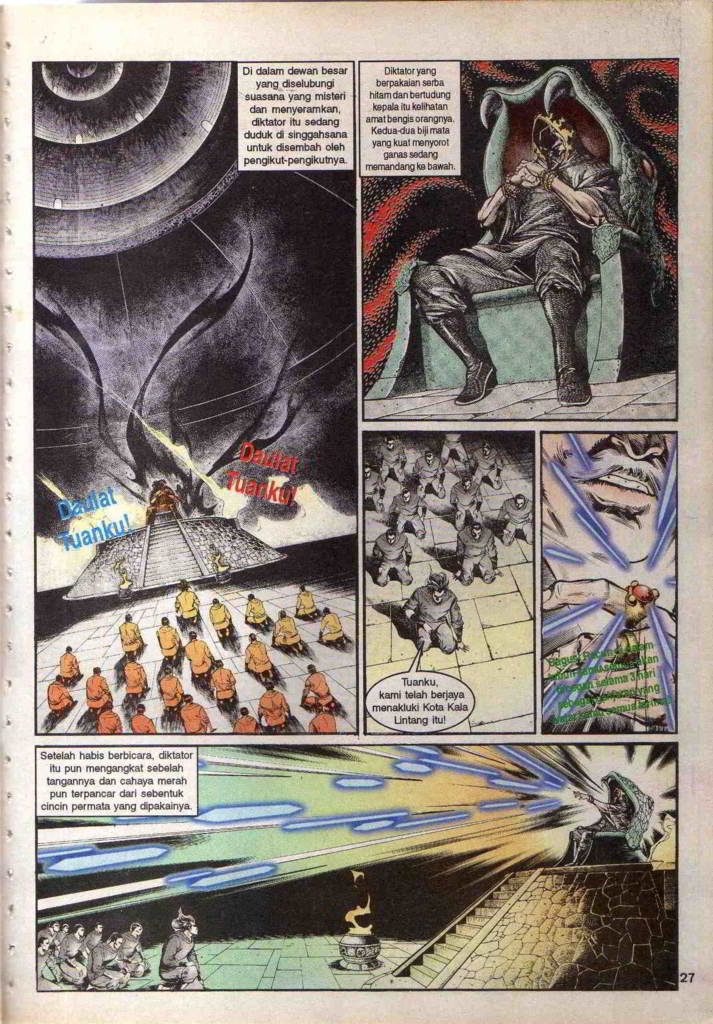 Di dalam dewan besar
yang diselubungi
suasana yang misteri
dan menyeramkan,
diktator itu sedang
duduk di singgahsana
untuk disembah oleh
pengikut-pengikutnya.
Diktator yang
berpakaian serba
hitam dan bertudung
kepala itu kelihatan
amat bengis orangnya.
Kedua-dua biji mata
yang kuat menyorot
ganas sedang
memandang ke bawah.
Daulat
Tuanku!
Daulat
Tuanku!
Tuanku,
kami telah berjaya
menakluki Kota Kala
Lintang itu!
selama 3 hari
yang
Setelah habis berbicara, diktator
itu pun mengangkat sebelah
tangannya dan cahaya merah
pun terpancar dari sebentuk
cincin permata yang dipakainya.
27